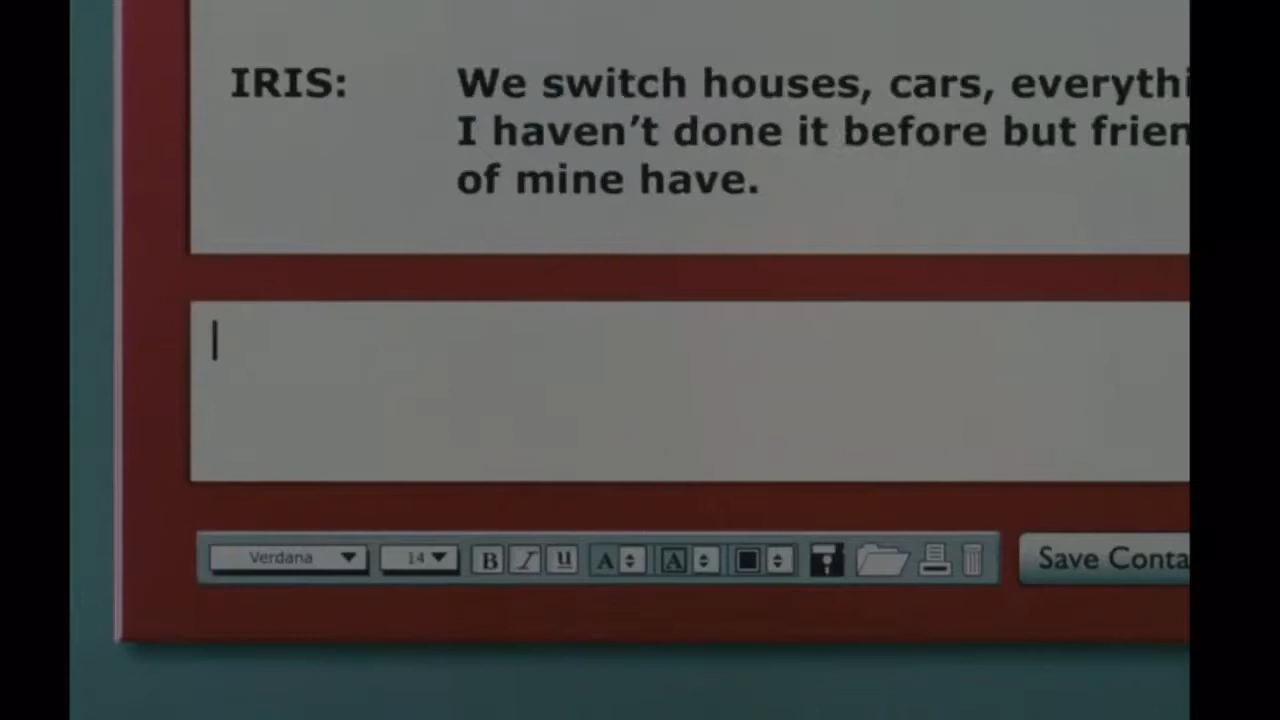 IRIS: We switch houses, cars, everythi
I haven't done it before but frien
of mine have.
Verdana 14 B I u A A Save Conta